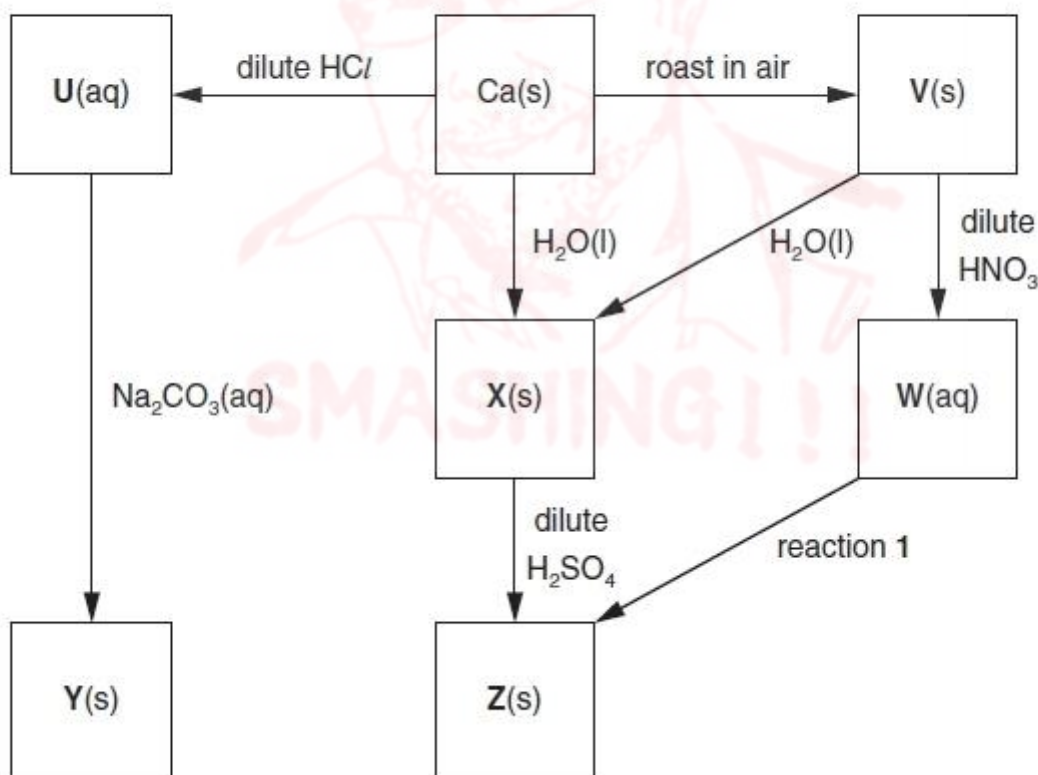 dilute HCl
roast in air
U(aq)
Ca(s)
V(s)
H₂O(l)
H₂O(l)
dilute
HNO₃
Na₂CO₃(aq)
X(s)
W(aq)
SMASHING!!!
dilute
H₂SO₄
reaction 1
Y(s)
Z(s)